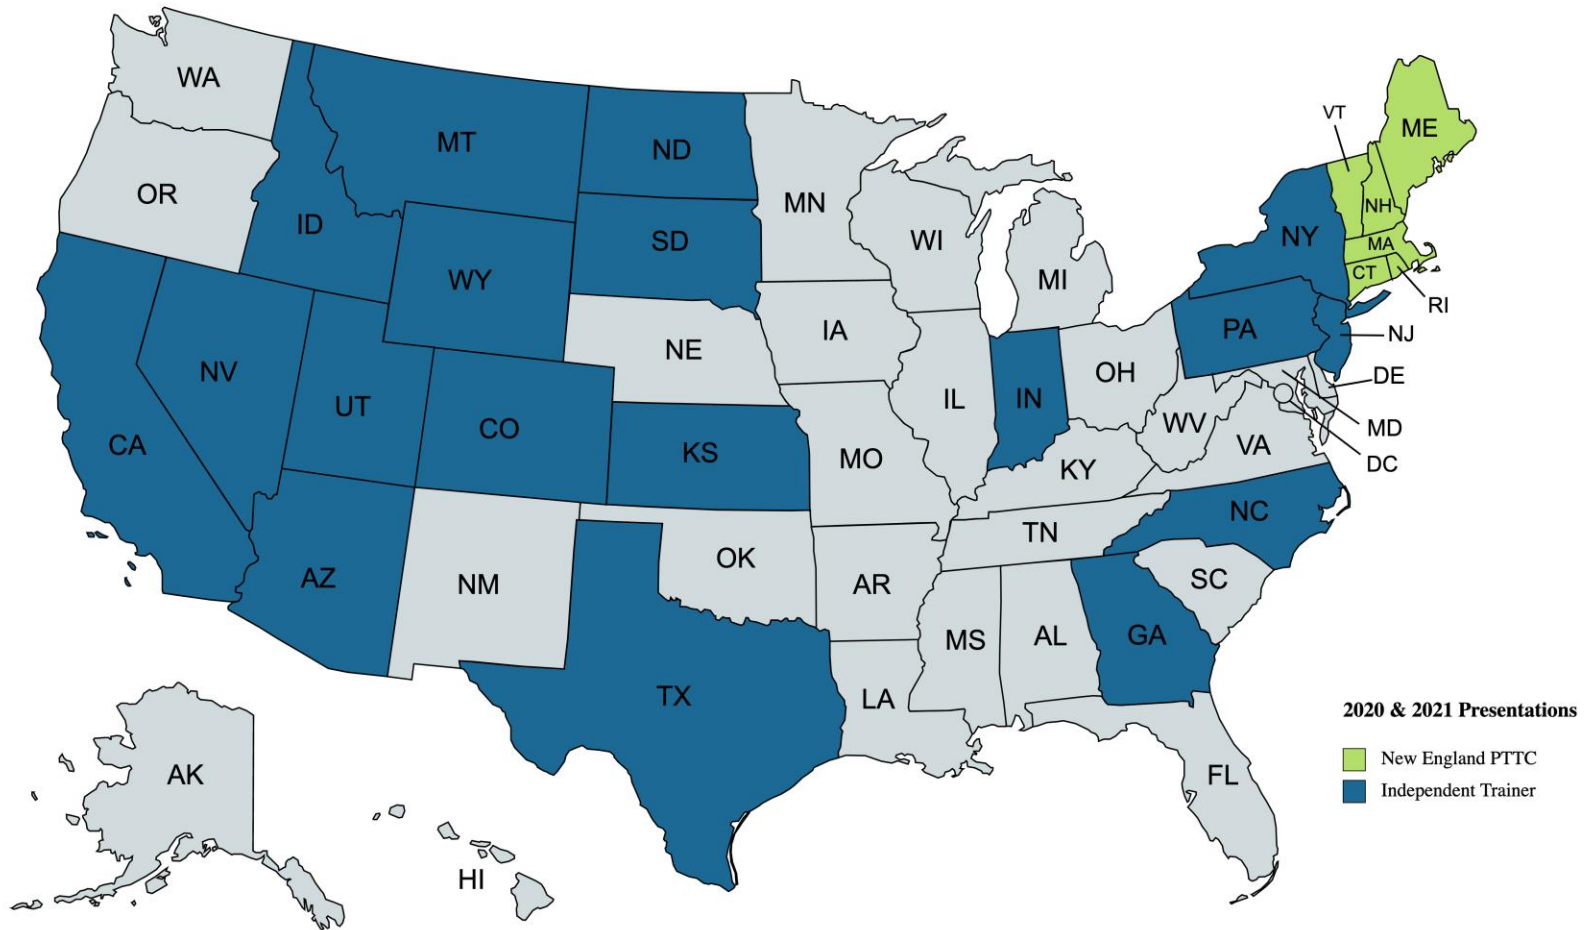 WA
MT
ND
MN
VT
ME
OR
ID
SD
WI
MI
NH
NY
MA
CT
RI
WY
NE
IA
PA
NJ
NV
UT
CO
IL
IN
OH
DE
CA
KS
MO
WV
VA
MD
DC
KY
NC
TN
AZ
NM
OK
AR
SC
MS
AL
GA
TX
LA
AK
FL
HI
2020 & 2021 Presentations
New England PTTC
Independent Trainer